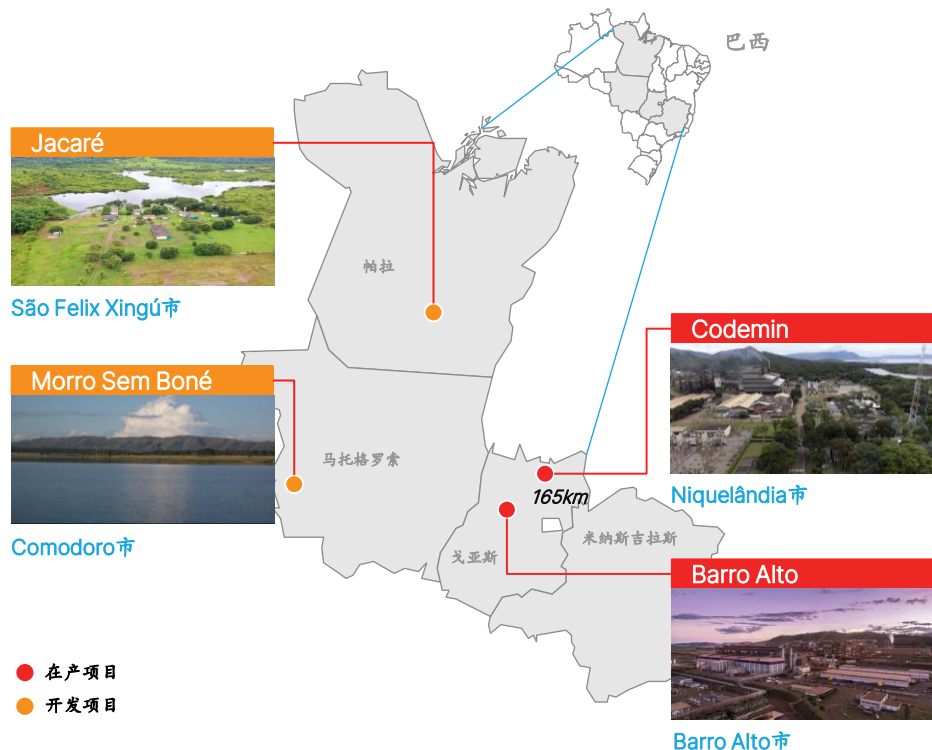 巴西
Jacaré
São Felix Xingú市
帕拉
Codemin
Morro Sem Boné
马托格罗索
Niquelândia市
165km
Comodoro市
米纳斯吉拉斯
戈亚斯
Barro Alto
在产项目
开发项目
Barro Alto市